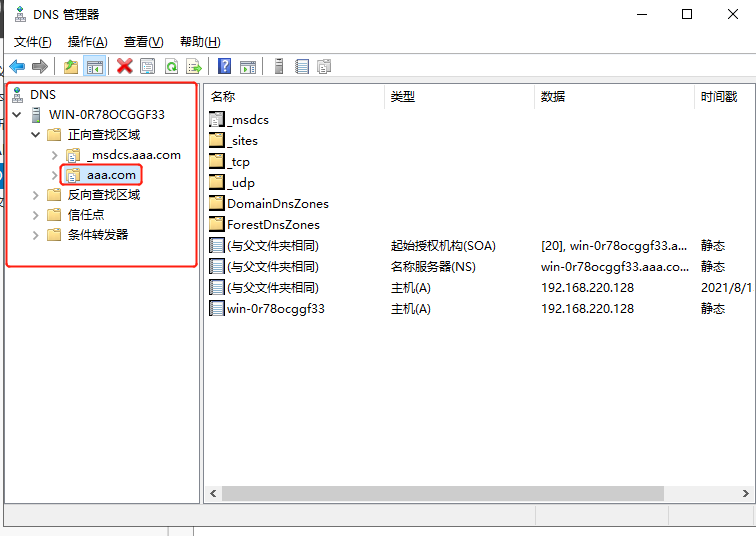 DNS 管理器
文件(F) 操作(A) 查看(V) 帮助(H)
DNS
WIN-0R78OCGGF33
正向查找区域
_msdcs.aaa.com
aaa.com
反向查找区域
信任点
条件转发器
名称 类型 数据 时间戳
_msdcs
_sites
_tcp
_udp
DomainDnsZones
ForestDnsZones
(与父文件夹相同) 起始授权机构(SOA) [20], win-0r78ocggf33.a... 静态
(与父文件夹相同) 名称服务器(NS) win-0r78ocggf33.aaa.co... 静态
(与父文件夹相同) 主机(A) 192.168.220.128 2021/8/1
win-0r78ocggf33 主机(A) 192.168.220.128 静态